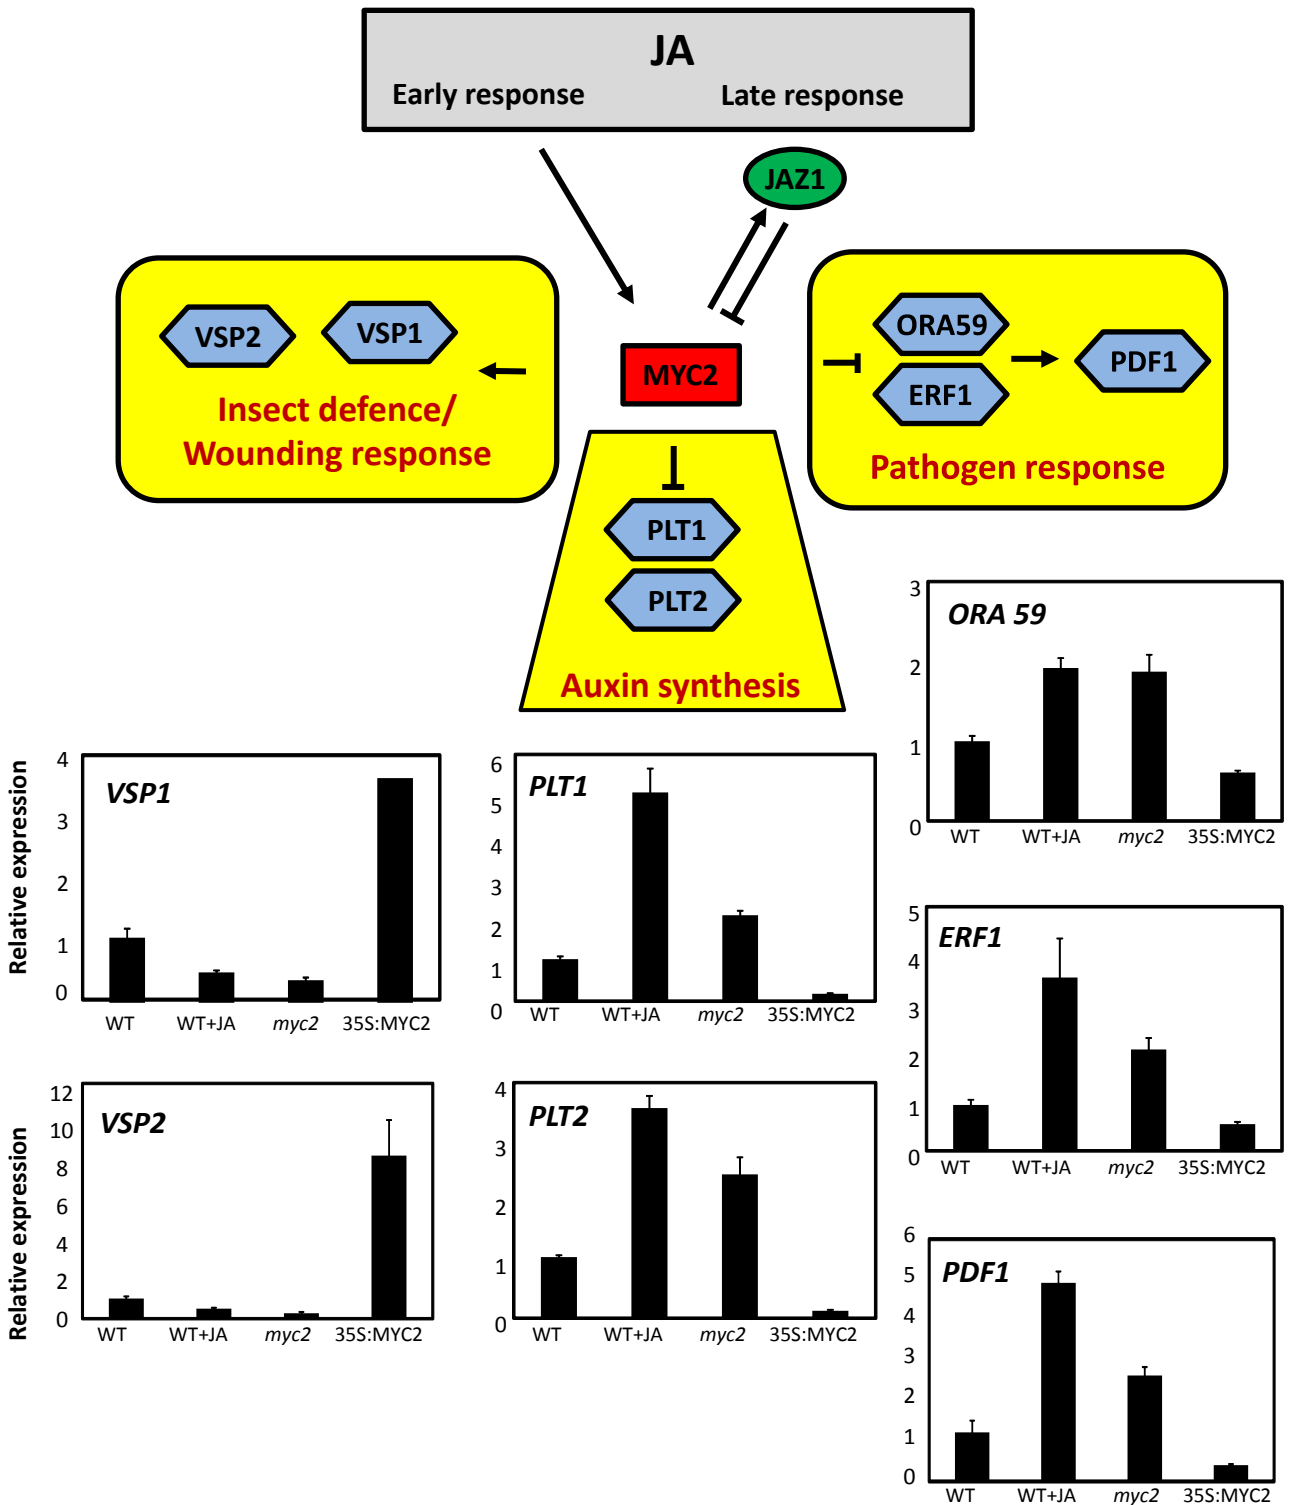 JA
Early response
Late response
JAZ1
VSP2
VSP1
Insect defence/
Wounding response
MYC2
ORA59
ERF1
PDF1
Pathogen response
PLT1
PLT2
Auxin synthesis
ORA 59
3
2
1
0
WT
WT+JA
myc2
35S:MYC2
Relative expression
VSP1
4
3
2
1
0
WT
WT+JA
myc2
35S:MYC2
PLT1
6
5
4
3
2
1
0
WT
WT+JA
myc2
35S:MYC2
ERF1
5
4
3
2
1
0
WT
WT+JA
myc2
35S:MYC2
Relative expression
VSP2
12
10
8
6
4
2
0
WT
WT+JA
myc2
35S:MYC2
PLT2
4
3
2
1
0
WT
WT+JA
myc2
35S:MYC2
PDF1
6
5
4
3
2
1
0
WT
WT+JA
myc2
35S:MYC2